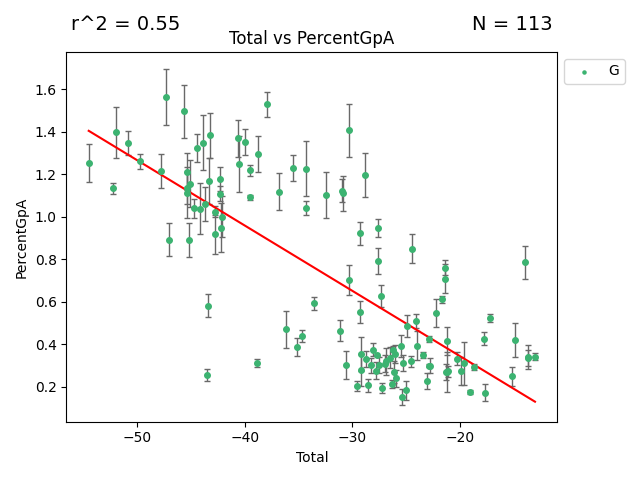 r^2 = 0.55
N = 113
Total vs PercentGpA
G
PercentGpA
1.6
1.4
1.2
1.0
0.8
0.6
0.4
0.2
−50
−40
−30
−20
Total